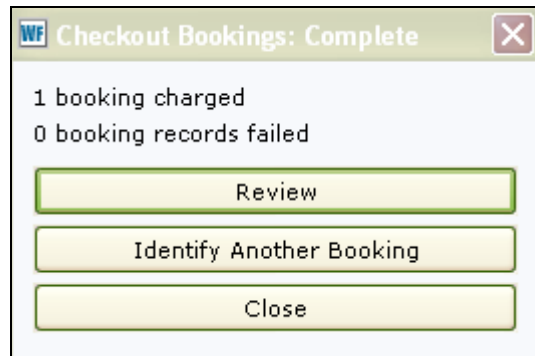 WF Checkout Bookings: Complete
1 booking charged
0 booking records failed
Review
Identify Another Booking
Close